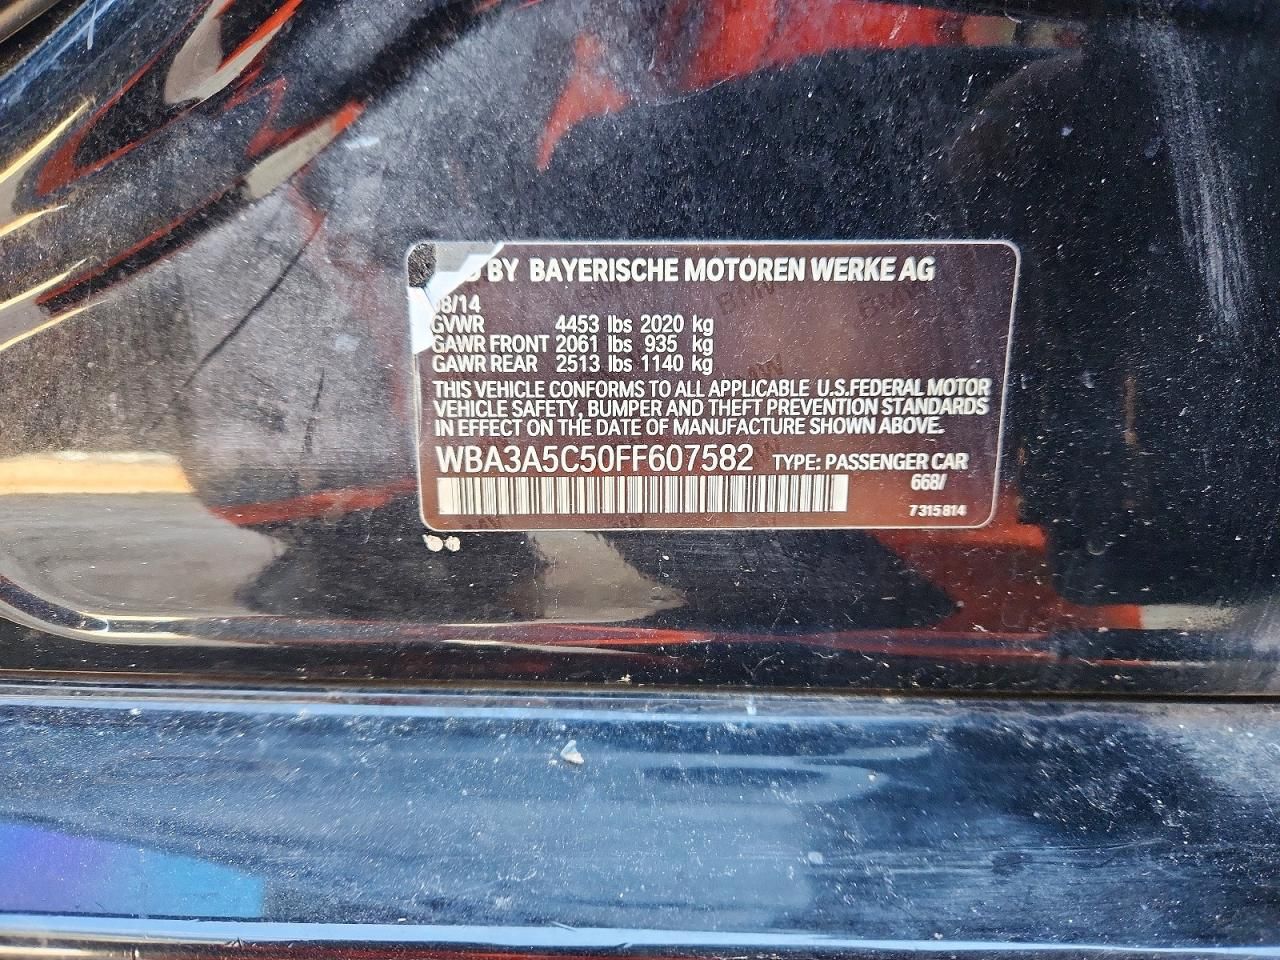 BY BAYERISCHE MOTOREN WERKE AG
8/14
GVWR 4453 lbs 2020 kg
GAWR FRONT 2061 lbs 935 kg
GAWR REAR 2513 lbs 1140 kg
THIS VEHICLE CONFORMS TO ALL APPLICABLE U.S.FEDERAL MOTOR
VEHICLE SAFETY, BUMPER AND THEFT PREVENTION STANDARDS
IN EFFECT ON THE DATE OF MANUFACTURE SHOWN ABOVE.
WBA3A5C50FF607582 TYPE: PASSENGER CAR
668/
7 315 814